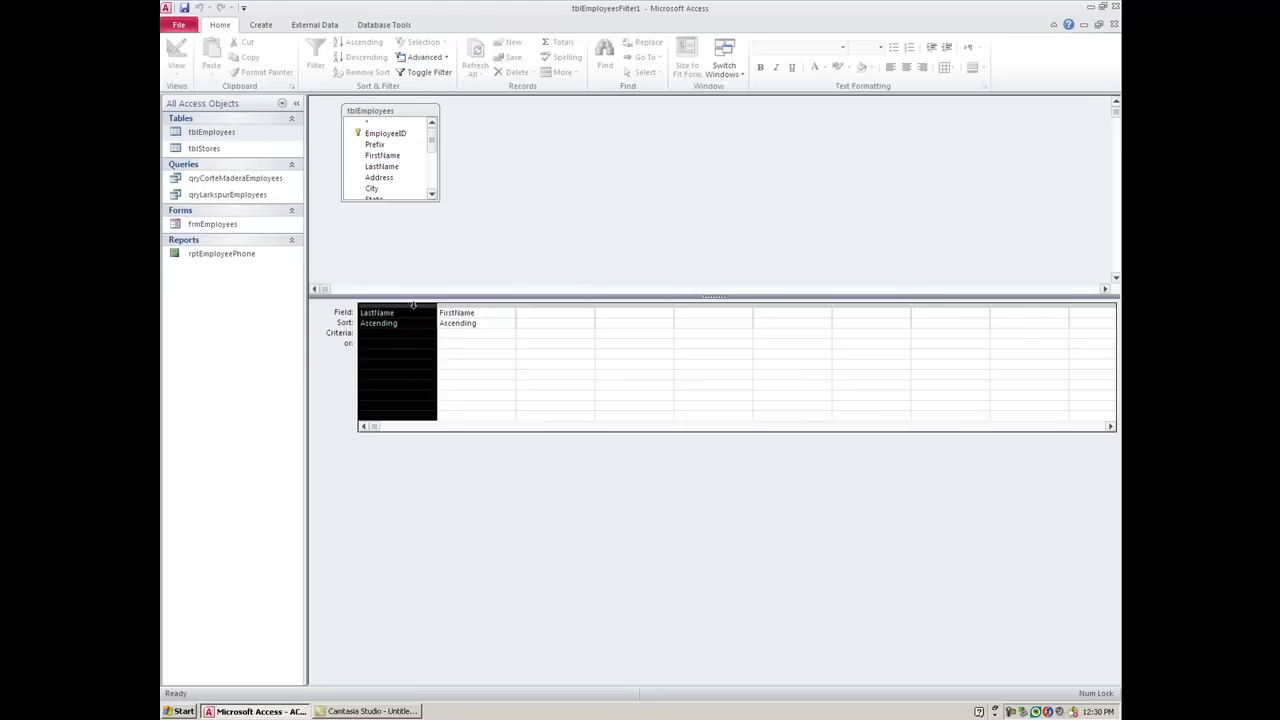 tblEmployeesFilter1 - Microsoft Access
File Home Create External Data Database Tools
View
Views
Paste
Cut
Copy
Format Painter
Clipboard
Filter
Ascending
Descending
Remove Sort
Selection
Advanced
Toggle Filter
Sort & Filter
Refresh
All
New
Save
Delete
Totals
Spelling
More
Records
Find
Replace
Go To
Select
Find
Size to
Fit Form
Switch
Windows
Window
B I U
Text Formatting
All Access Objects
Tables
tblEmployees
tblStores
Queries
qryCorteMaderaEmployees
qryLarkspurEmployees
Forms
frmEmployees
Reports
rptEmployeePhone
tblEmployees
*
EmployeeID
Prefix
FirstName
LastName
Address
City
State
Field: LastName FirstName
Sort: Ascending Ascending
Criteria:
or:
Ready
Num Lock
Start
Microsoft Access - AC...
Camtasia Studio - Untitle...
12:30 PM